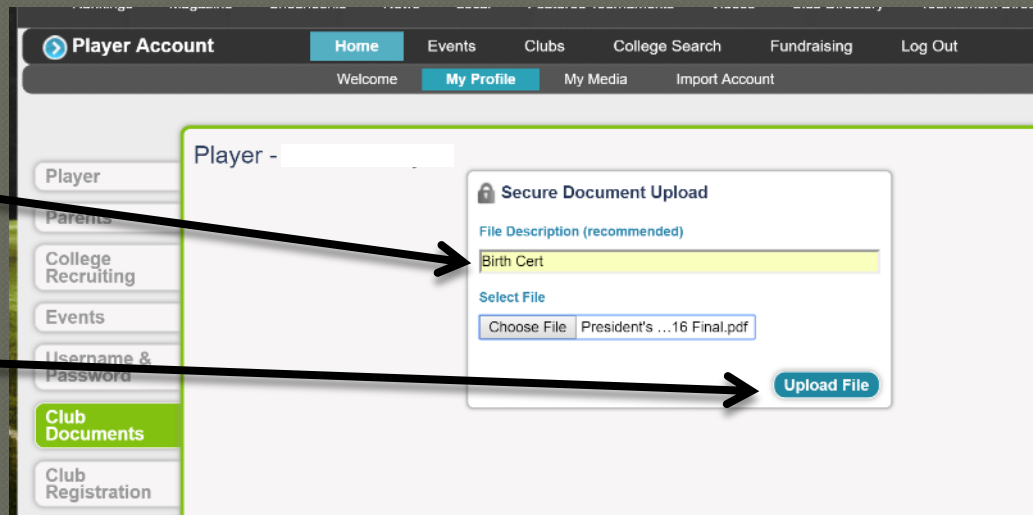 Player Account
Home Events Clubs College Search Fundraising Log Out
Welcome My Profile My Media Import Account
Player -
Player
Parents
College
Recruiting
Events
Username &
Password
Club
Documents
Club
Registration
Secure Document Upload
File Description (recommended)
Birth Cert
Select File
Choose File President's ...16 Final.pdf
Upload File